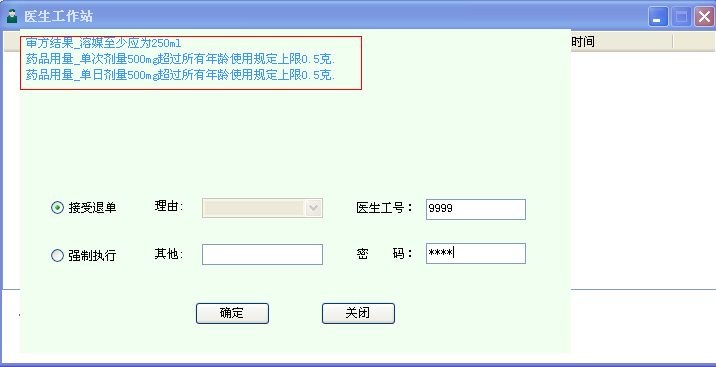 医生工作站
时间
审方结果_溶媒至少应为250ml
药品用量_单次剂量500mg超过所有年龄使用规定上限0.5克.
药品用量_单日剂量500mg超过所有年龄使用规定上限0.5克.
接受退单 理由: 医生工号: 9999
强制执行 其他: 密 码: ****
确定 关闭